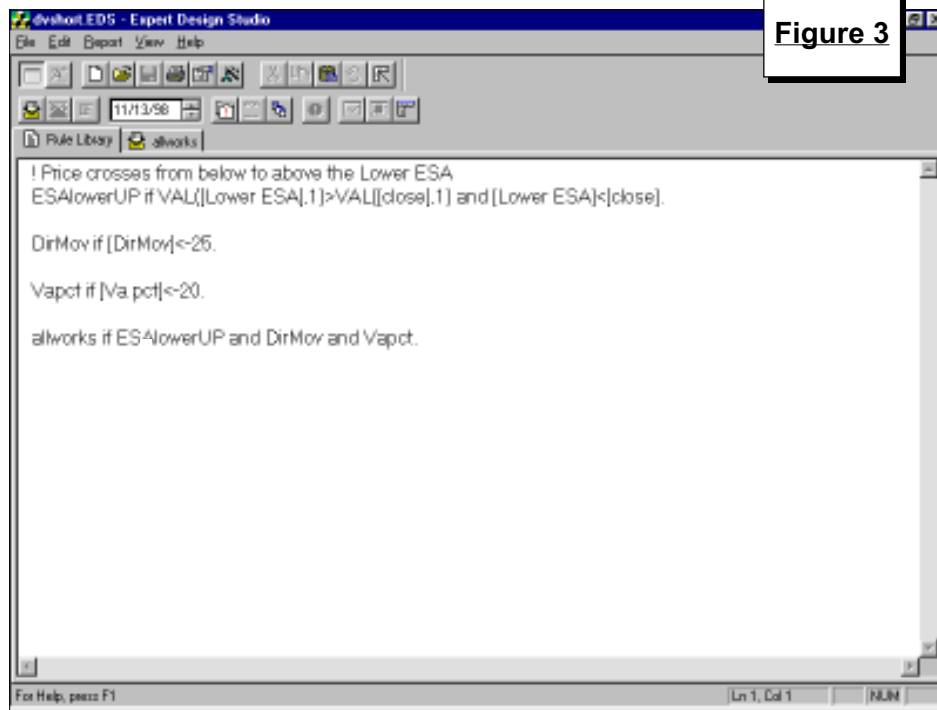 dvshort.EDS - Expert Design Studio
Figure 3
File Edit Report View Help
11/13/98
Rule Library allworks
! Price crosses from below to above the Lower ESA
ESAlowerUP if VAL([Lower ESA],1)>VAL([close],1) and [Lower ESA]<[close].
DirMov if [DirMov]<-25.
Vapct if [Va pct]<-20.
allworks if ESAlowerUP and DirMov and Vapct.
For Help, press F1
Ln 1, Col 1
NUM